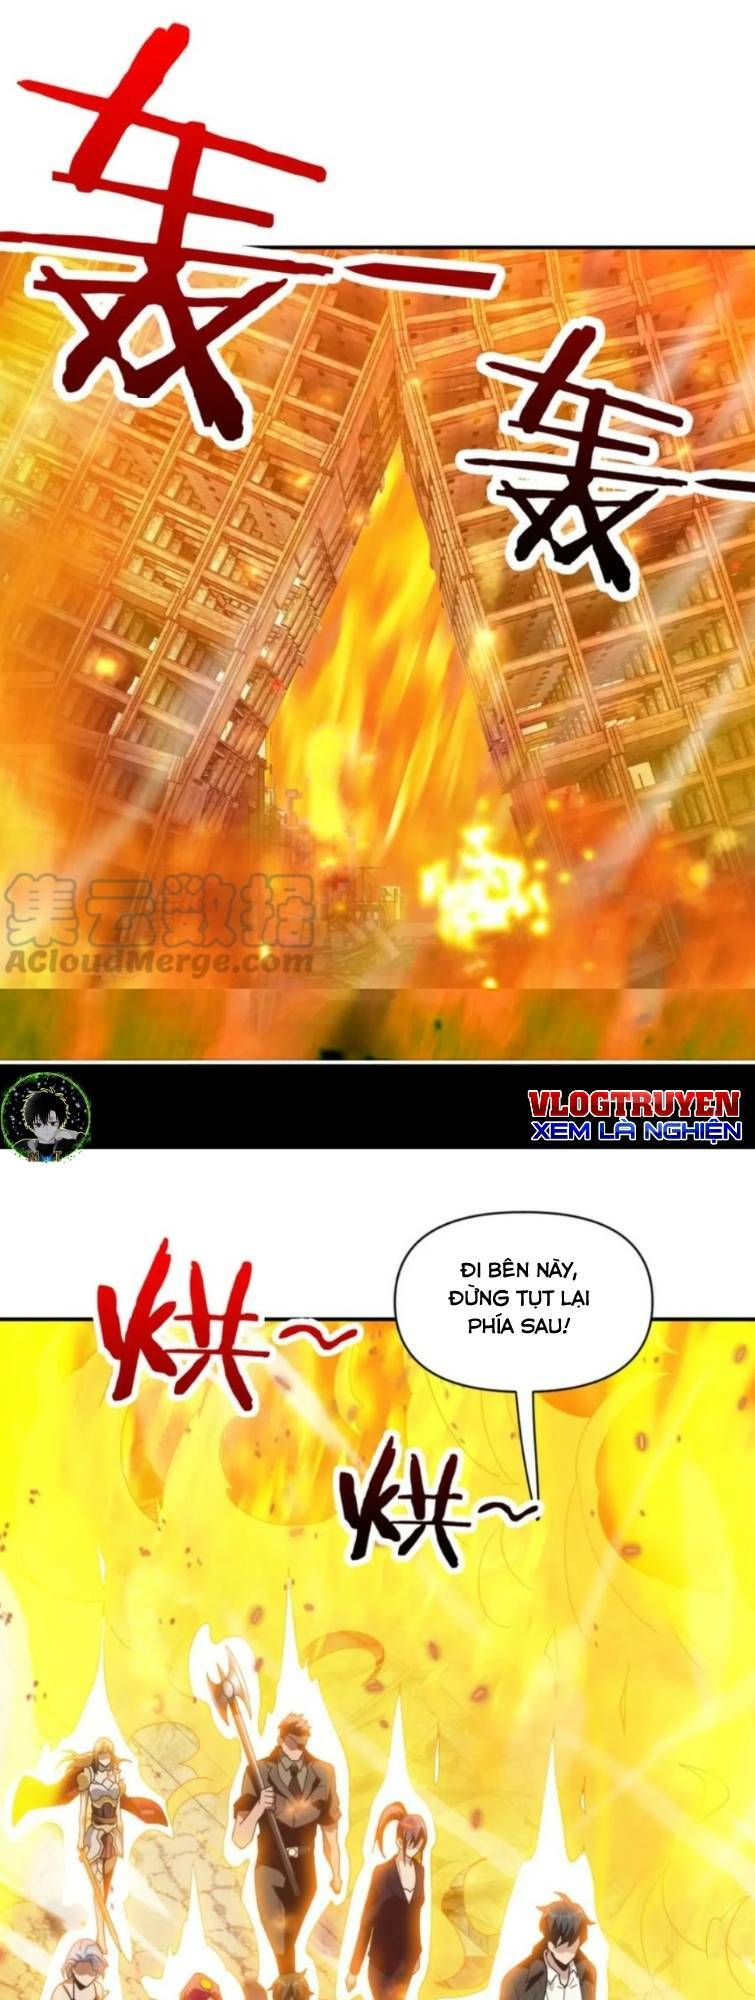 轰
轰
集云数据
ACloudMerge.com
M T
VLOGTRUYEN
XEM LÀ NGHIỆN
ĐI BÊN NÀY,
ĐỪNG TỤT LẠI
PHÍA SAU!
烘~
烘~